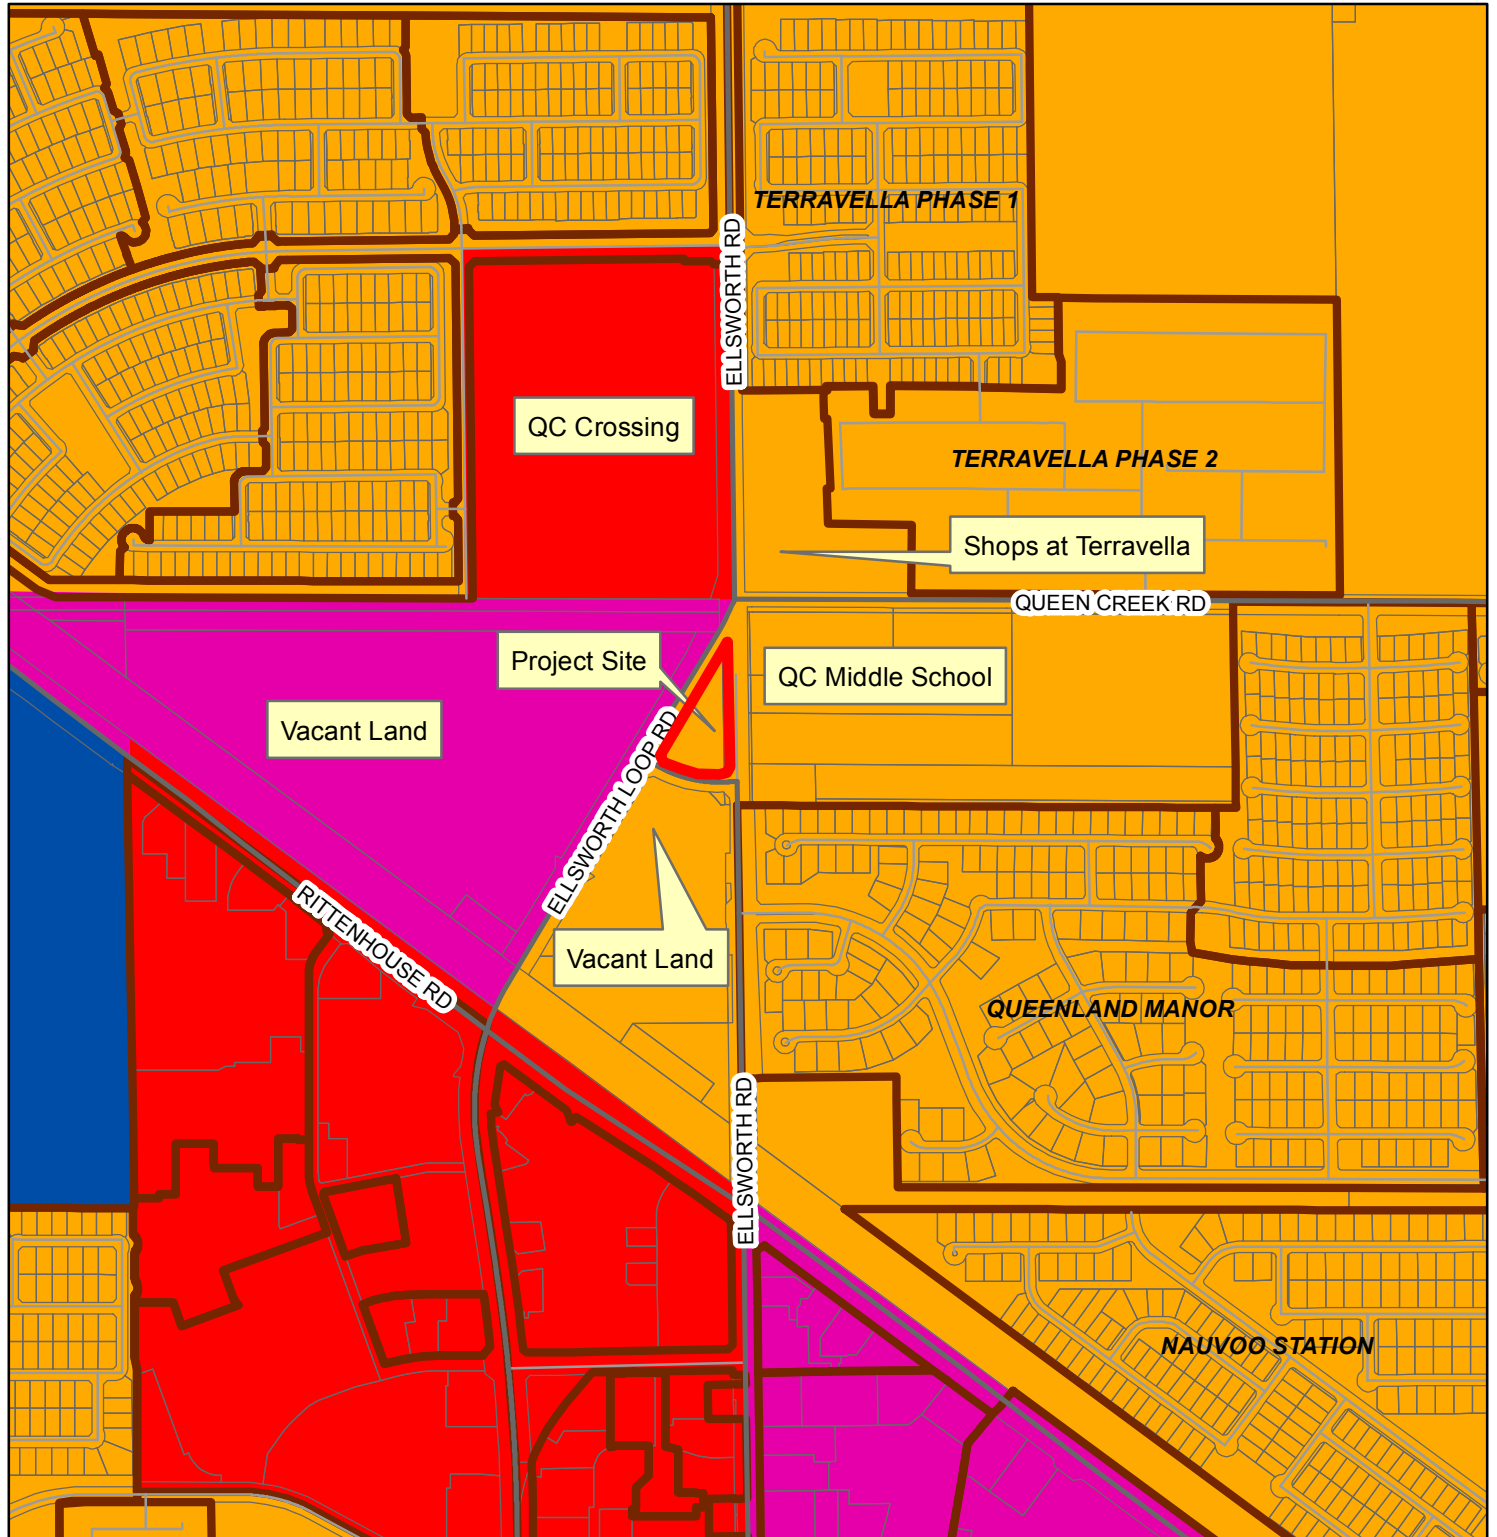 TERRAVELLA PHASE 1
ELLSWORTH RD
QC Crossing
TERRAVELLA PHASE 2
Shops at Terravella
QUEEN CREEK RD
Project Site
QC Middle School
Vacant Land
ELLSWORTH LOOP RD
RITTENHOUSE RD
Vacant Land
QUEENLAND MANOR
ELLSWORTH RD
NAUVOO STATION